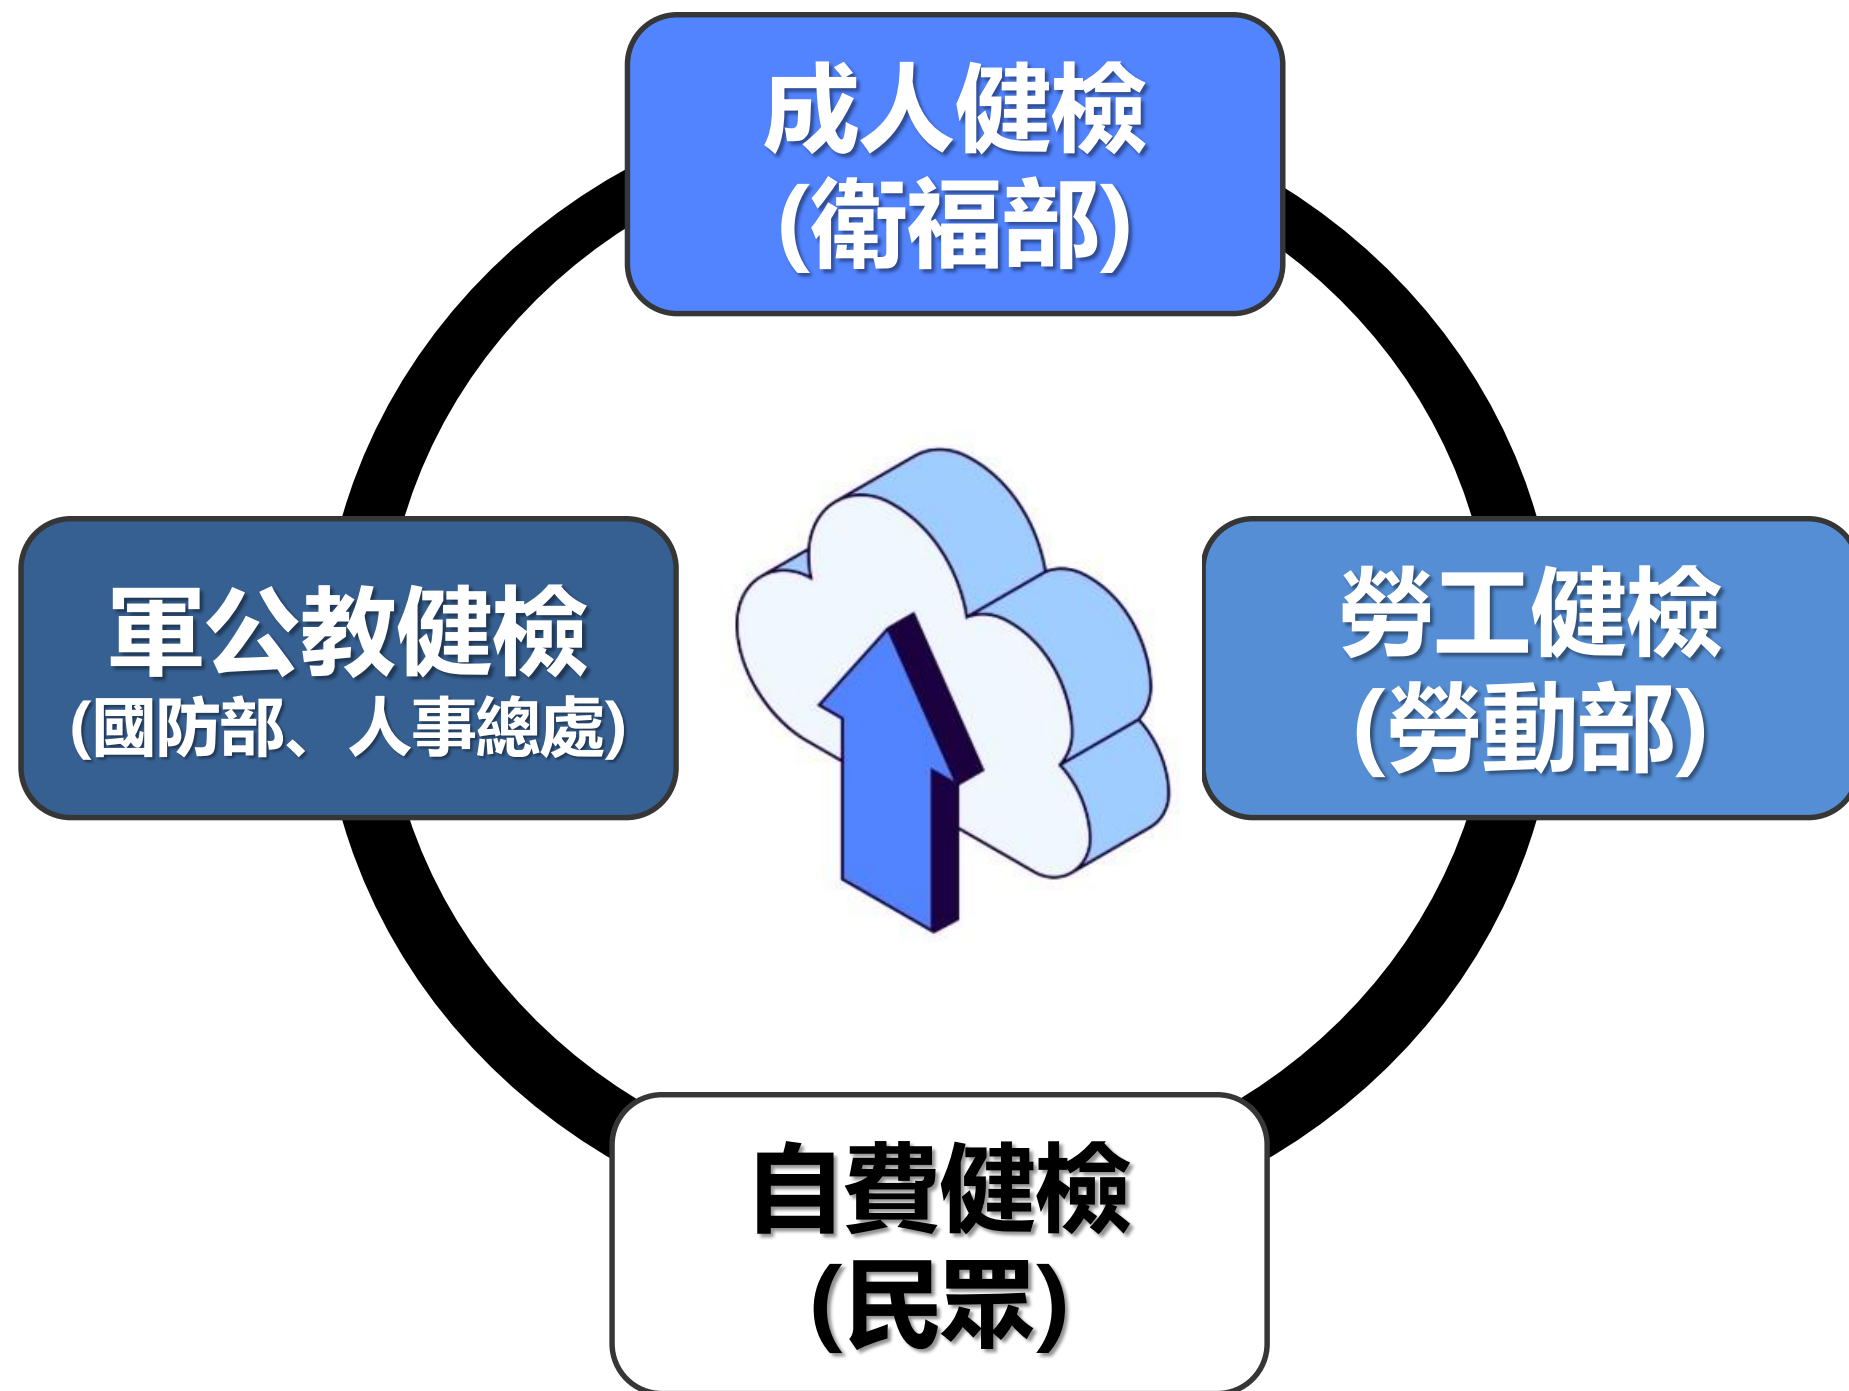 成人健檢
(衛福部)
軍公教健檢
(國防部、人事總處)
勞工健檢
(勞動部)
自費健檢
(民眾)